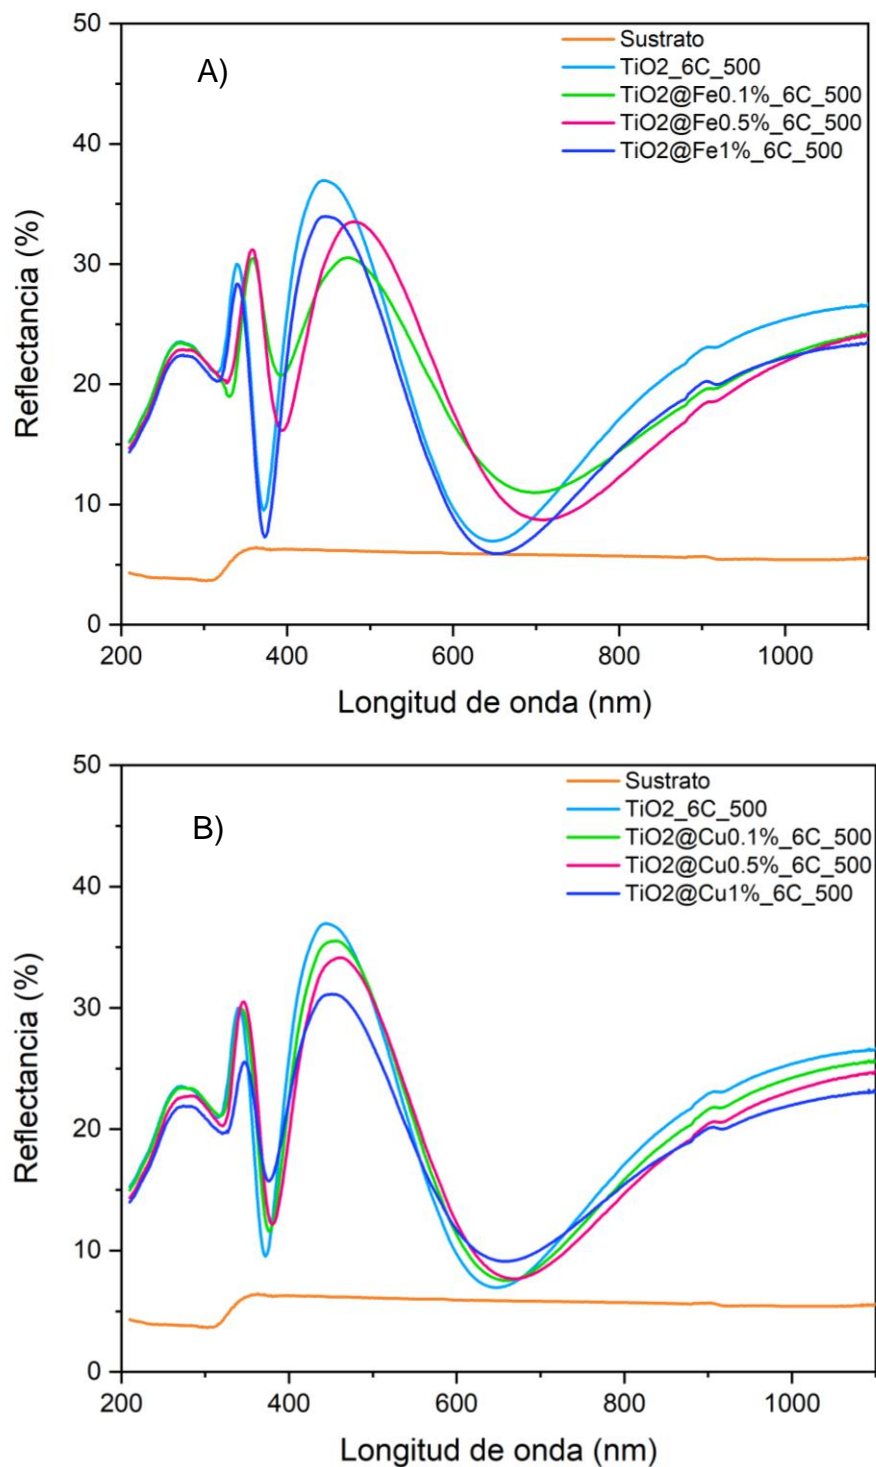 50
40
30
20
10
0
Reflectancia (%)
A)
Sustrato
TiO2_6C_500
TiO2@Fe0.1%_6C_500
TiO2@Fe0.5%_6C_500
TiO2@Fe1%_6C_500
200 400 600 800 1000
Longitud de onda (nm)
50
40
30
20
10
0
Reflectancia (%)
B)
Sustrato
TiO2_6C_500
TiO2@Cu0.1%_6C_500
TiO2@Cu0.5%_6C_500
TiO2@Cu1%_6C_500
200 400 600 800 1000
Longitud de onda (nm)